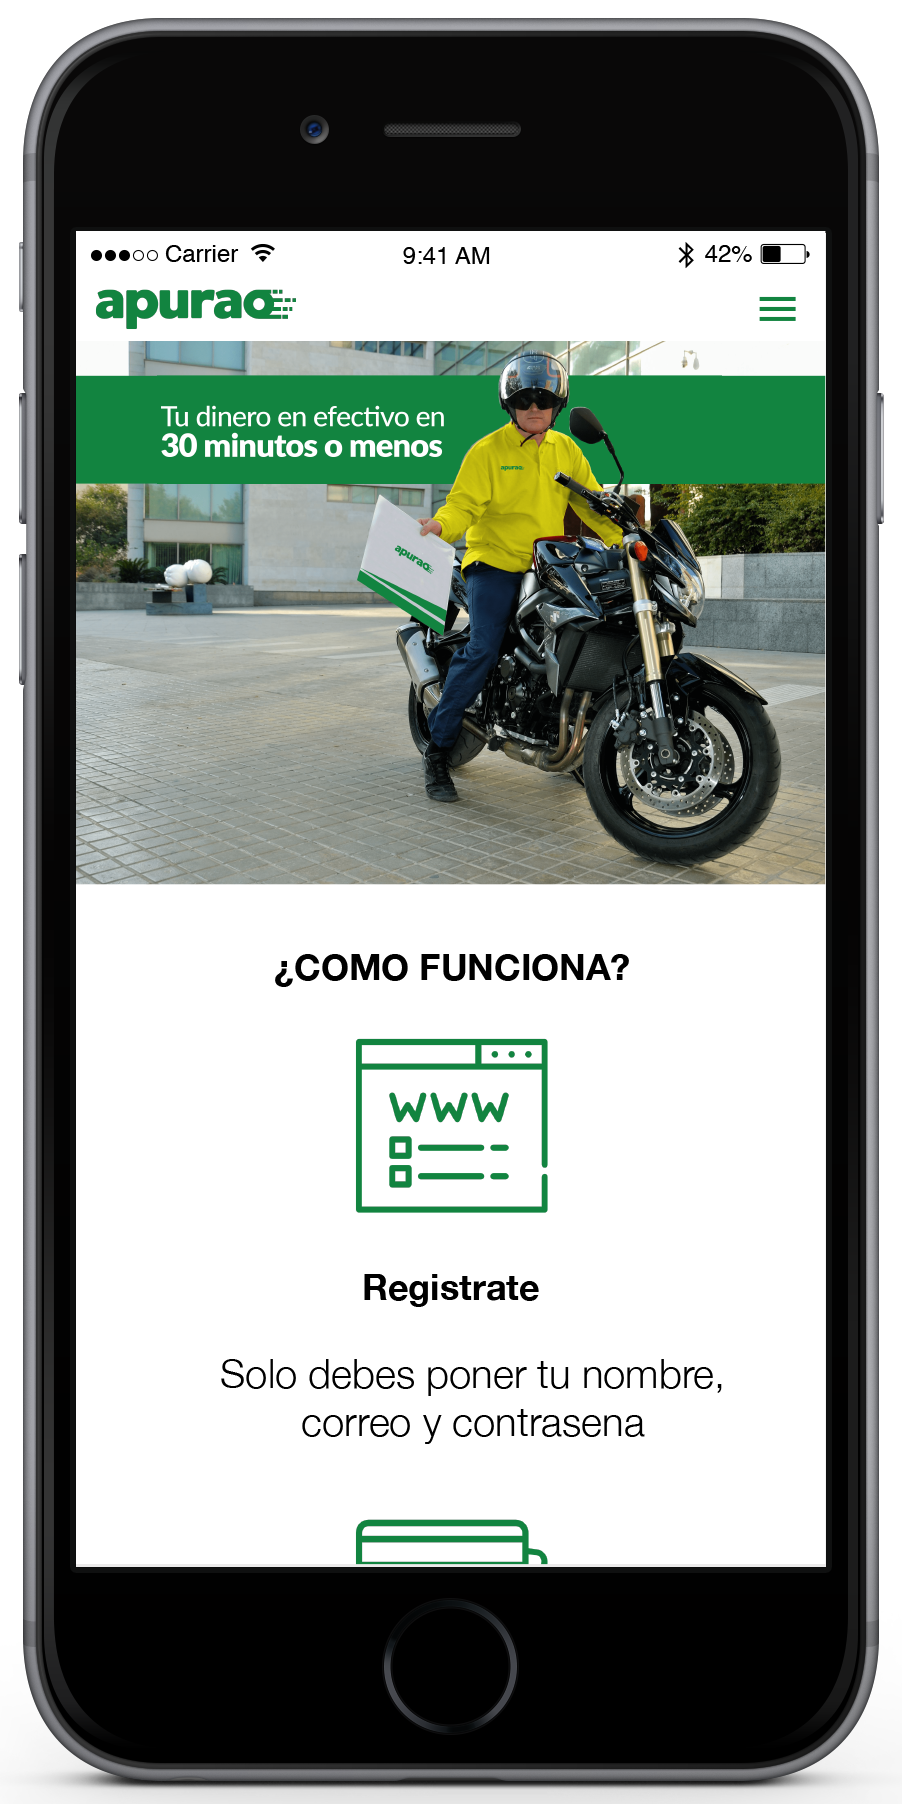 Carrier 9:41 AM 42%
apurao
Tu dinero en efectivo en
30 minutos o menos
apurao
apurao
¿COMO FUNCIONA?
WWW
Registrate
Solo debes poner tu nombre,
correo y contrasena